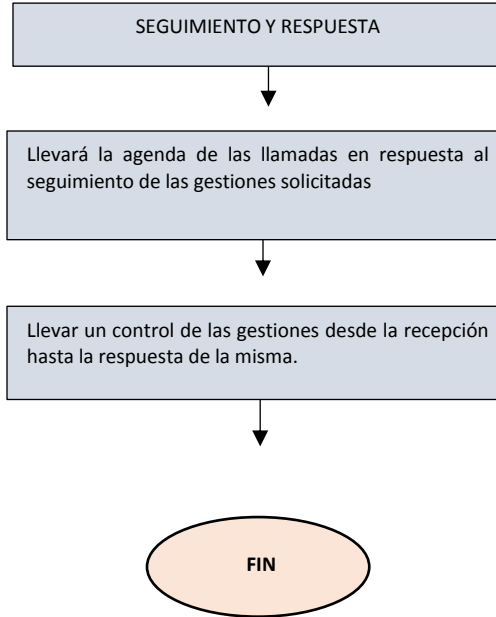 SEGUIMIENTO Y RESPUESTA
Llevará la agenda de las llamadas en respuesta al
seguimiento de las gestiones solicitadas
Llevar un control de las gestiones desde la recepción
hasta la respuesta de la misma.
FIN